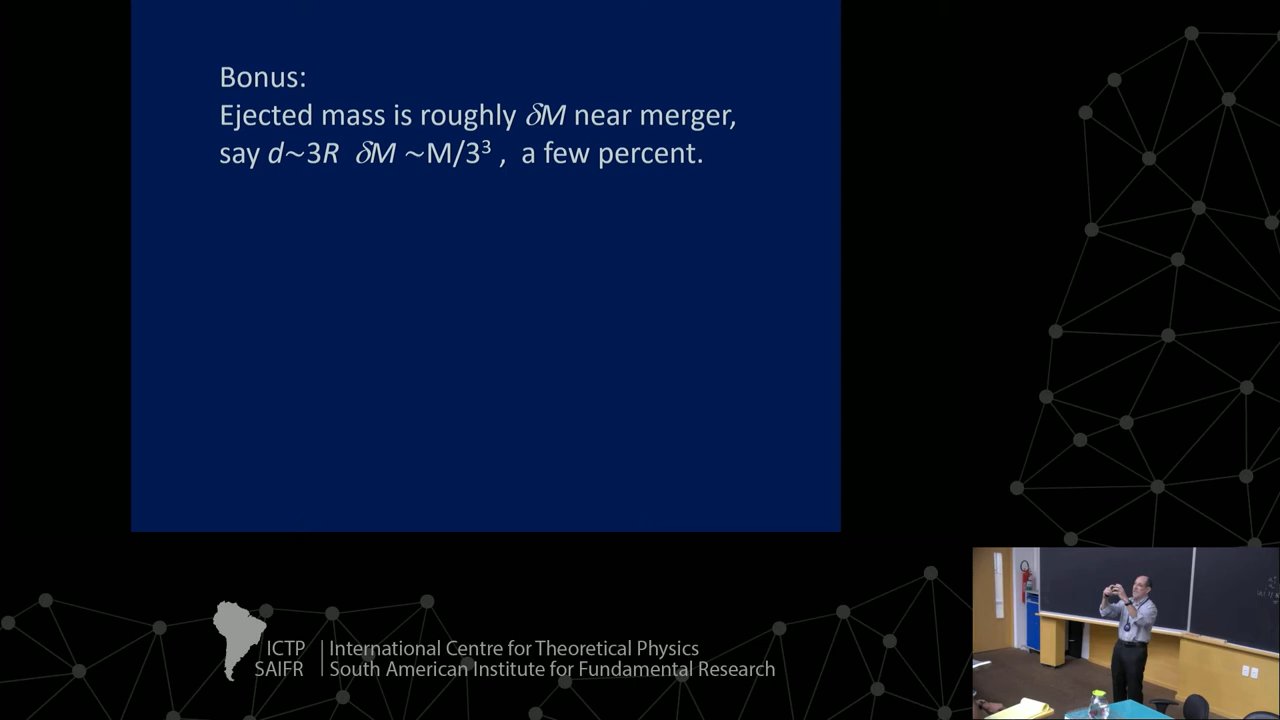 Bonus:
Ejected mass is roughly δM near merger,
say d~3R δM ~M/3³ , a few percent.
ICTP
SAIFR
International Centre for Theoretical Physics
South American Institute for Fundamental Research